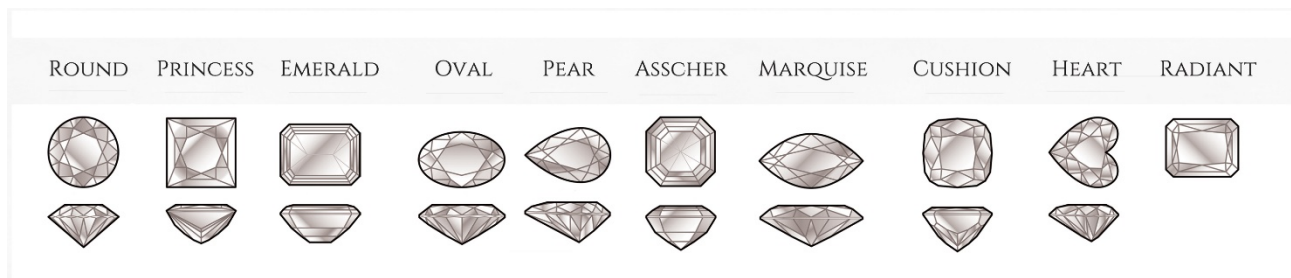 ROUND PRINCESS EMERALD OVAL PEAR ASSCHER MARQUISE CUSHION HEART RADIANT